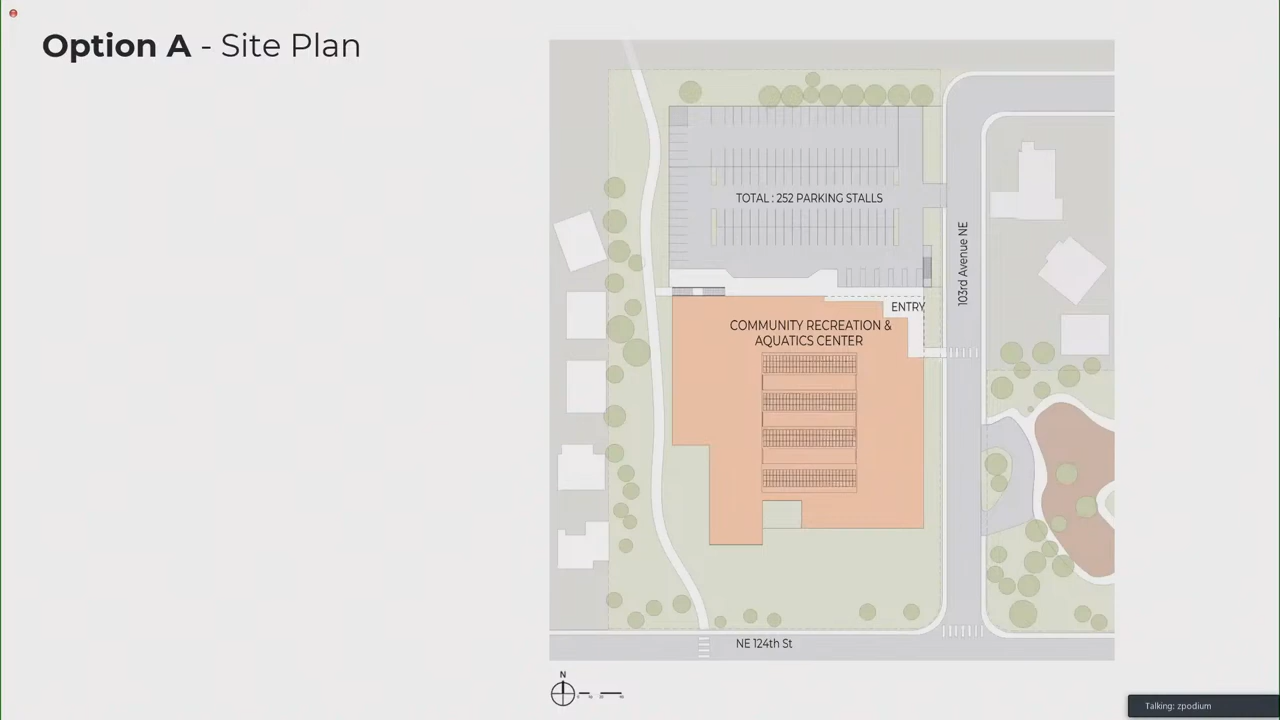 Option A - Site Plan
TOTAL : 252 PARKING STALLS
103rd Avenue NE
ENTRY
COMMUNITY RECREATION &
AQUATICS CENTER
NE 124th St
N
Talking: zpodium